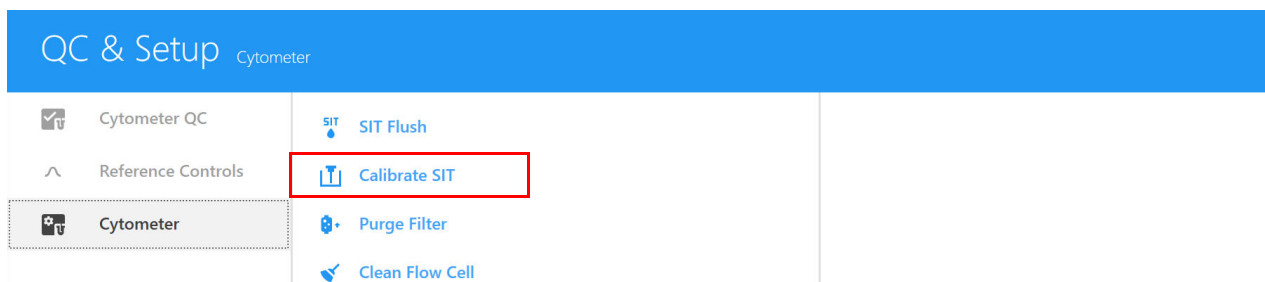 QC & Setup Cytometer
Cytometer QC
Reference Controls
Cytometer
SIT SIT Flush
Calibrate SIT
Purge Filter
Clean Flow Cell